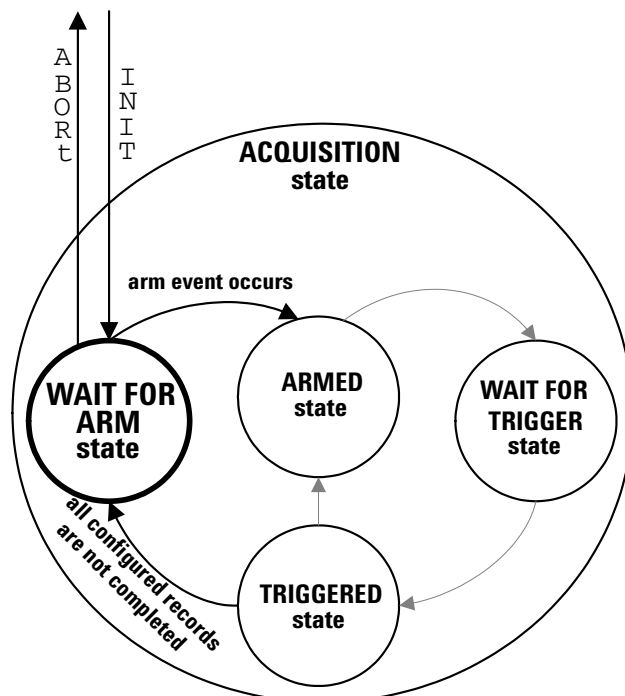 ABORt
INIT
ACQUISITION
state
arm event occurs
WAIT FOR
ARM
state
ARMED
state
WAIT FOR
TRIGGER
state
all configured records
are not completed
TRIGGERED
state